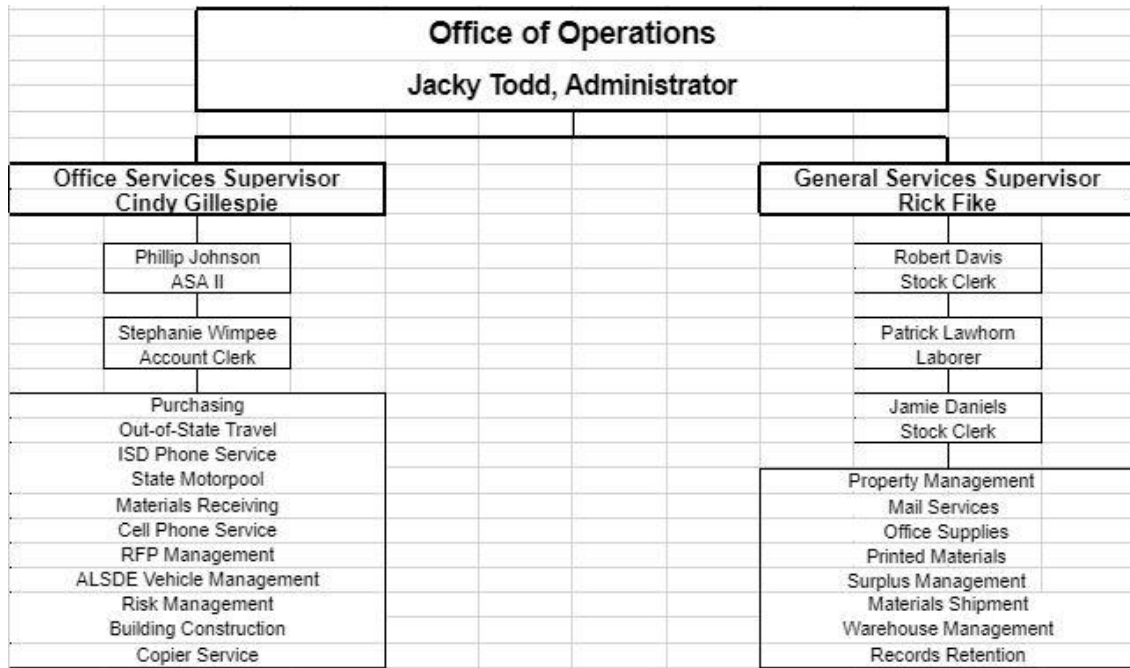 Office of Operations
Jacky Todd, Administrator
Office Services Supervisor
Cindy Gillespie
Phillip Johnson
ASA II
Stephanie Wimpee
Account Clerk
Purchasing
Out-of-State Travel
ISD Phone Service
State Motorpool
Materials Receiving
Cell Phone Service
RFP Management
ALSDE Vehicle Management
Risk Management
Building Construction
Copier Service
General Services Supervisor
Rick Fike
Robert Davis
Stock Clerk
Patrick Lawhorn
Laborer
Jamie Daniels
Stock Clerk
Property Management
Mail Services
Office Supplies
Printed Materials
Surplus Management
Materials Shipment
Warehouse Management
Records Retention